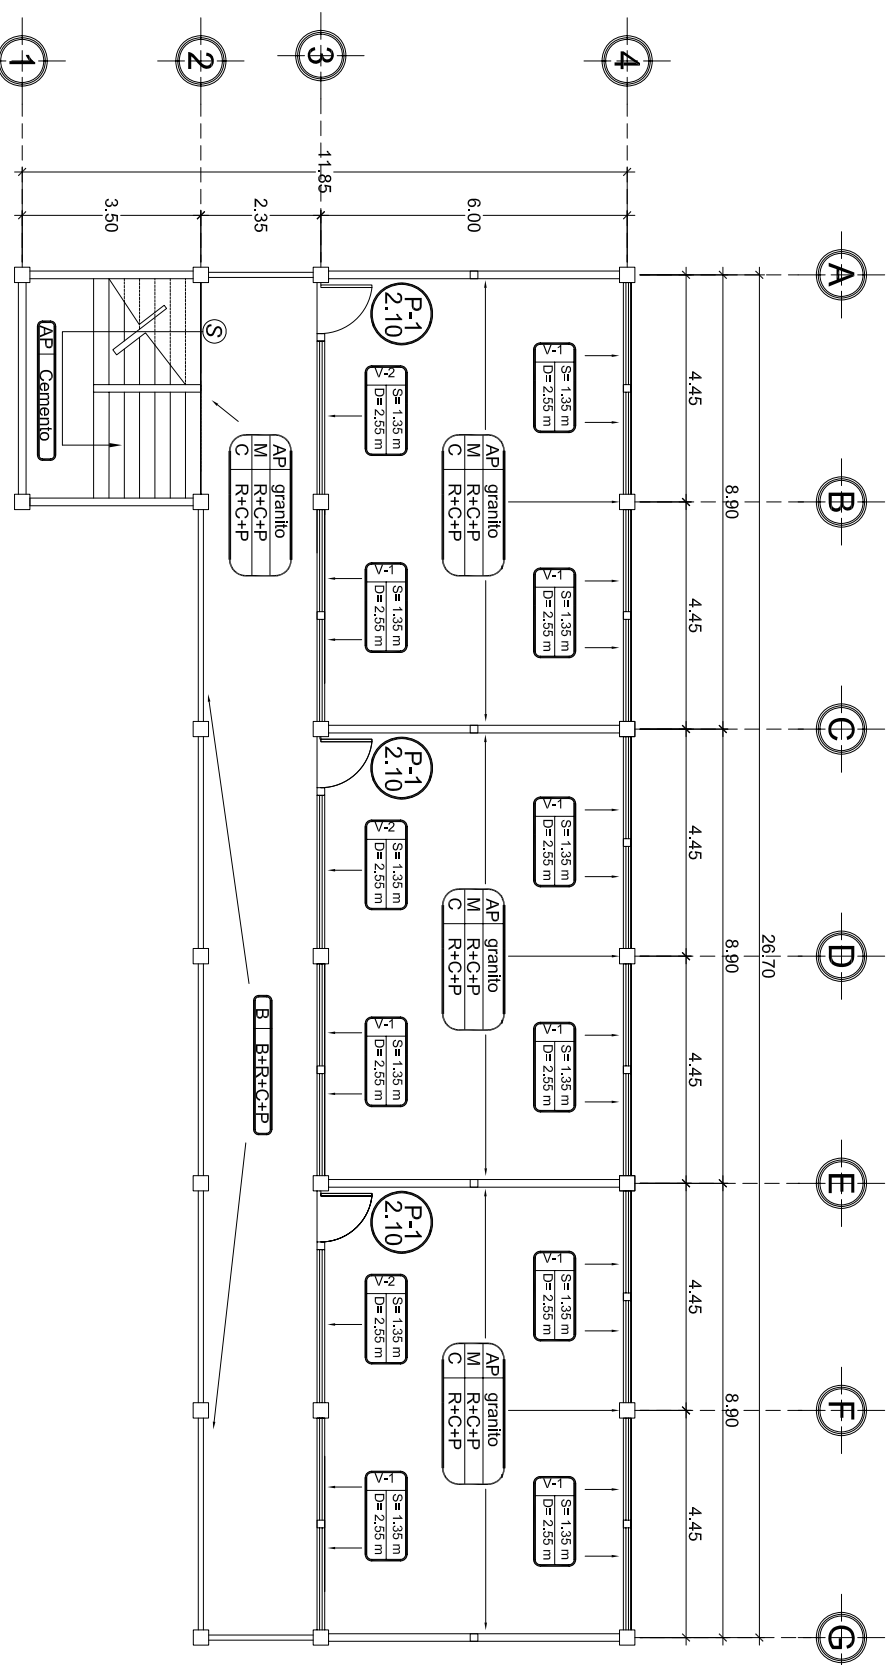 A
B
C
D
E
F
G
26.70
8.90
8.90
8.90
4.45
4.45
4.45
4.45
4.45
4.45
4
V-1 S= 1.35 m
D= 2.55 m
V-1 S= 1.35 m
D= 2.55 m
V-1 S= 1.35 m
D= 2.55 m
V-1 S= 1.35 m
D= 2.55 m
V-1 S= 1.35 m
D= 2.55 m
V-1 S= 1.35 m
D= 2.55 m
11.85
6.00
AP granito
M R+C+P
C R+C+P
AP granito
M R+C+P
C R+C+P
AP granito
M R+C+P
C R+C+P
P-1
2.10
V-2 S= 1.35 m
D= 2.55 m
V-1 S= 1.35 m
D= 2.55 m
P-1
2.10
V-2 S= 1.35 m
D= 2.55 m
V-1 S= 1.35 m
D= 2.55 m
P-1
2.10
V-2 S= 1.35 m
D= 2.55 m
V-1 S= 1.35 m
D= 2.55 m
3
2.35
AP granito
M R+C+P
C R+C+P
B B+R+C+P
2
S
3.50
AP Cemento
1